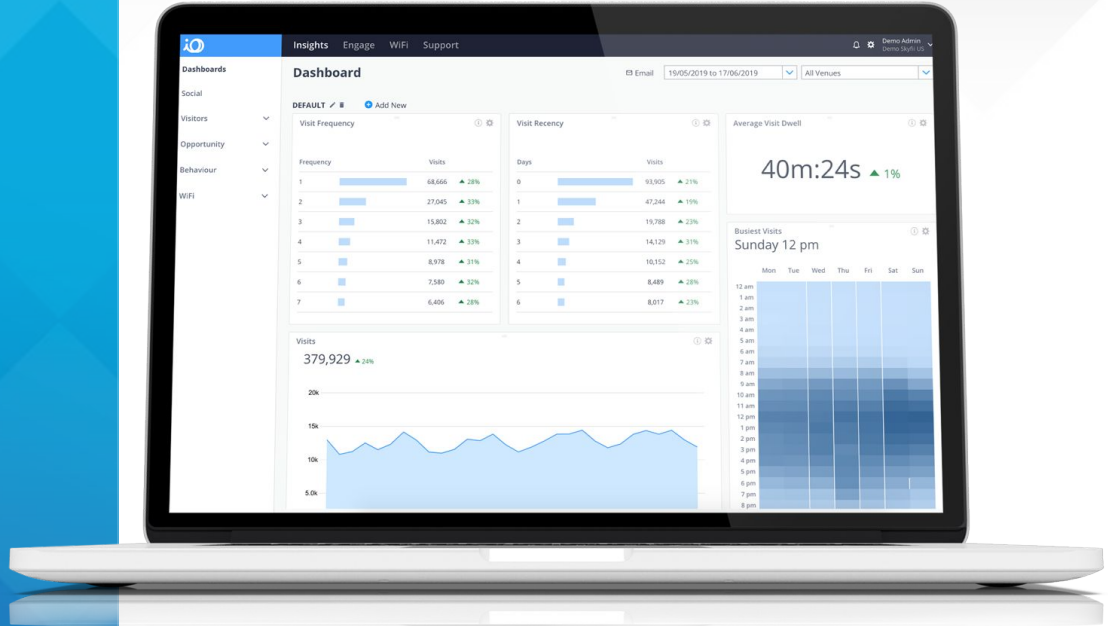 iO
Insights Engage WiFi Support
Demo Admin
Demo Skyfii US
Dashboards
Social
Visitors
Opportunity
Behaviour
WiFi
Dashboard
Email 19/05/2019 to 17/06/2019 All Venues
DEFAULT Add New
Visit Frequency
Frequency Visits
1 68,666 28%
2 27,045 33%
3 15,802 32%
4 11,472 33%
5 8,978 31%
6 7,580 32%
7 6,406 28%
Visit Recency
Days Visits
0 93,905 21%
1 47,244 19%
2 19,788 23%
3 14,129 31%
4 10,152 25%
5 8,489 28%
6 8,017 23%
Average Visit Dwell
40m:24s 1%
Visits
379,929 24%
20k
15k
10k
5.0k
Busiest Visits
Sunday 12 pm
Mon Tue Wed Thu Fri Sat Sun
12 am
1 am
2 am
3 am
4 am
5 am
6 am
7 am
8 am
9 am
10 am
11 am
12 pm
1 pm
2 pm
3 pm
4 pm
5 pm
6 pm
7 pm
8 pm